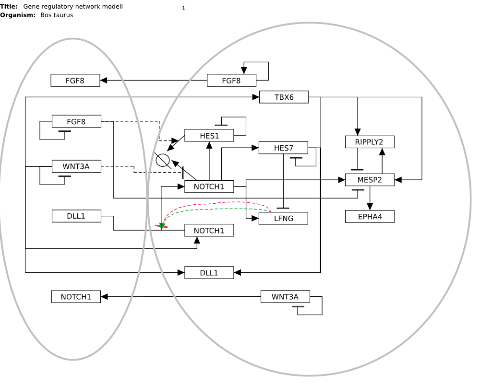 Title: Gene regulatory network modell
1
Organism: Bos taurus
FGF8 FGF8
TBX6
FGF8
HES1
RIPPLY2
HES7
WNT3A
MESP2
NOTCH1
DLL1
LFNG
EPHA4
NOTCH1
DLL1
NOTCH1 WNT3A